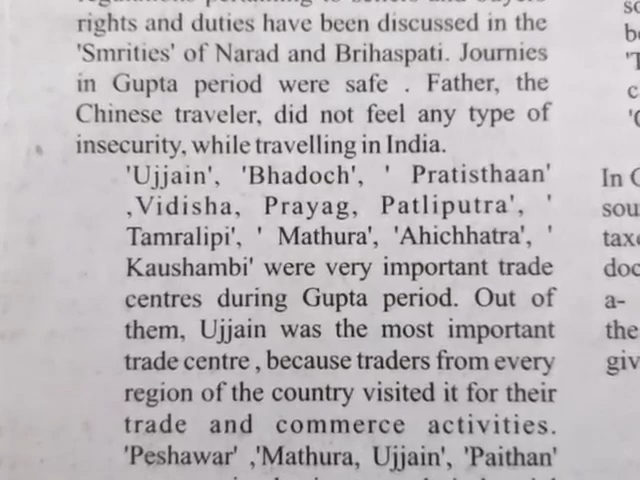 rights and duties have been discussed in the
'Smrities' of Narad and Brihaspati. Journies
in Gupta period were safe . Father, the
Chinese traveler, did not feel any type of
insecurity, while travelling in India.
'Ujjain', 'Bhadoch', ' Pratisthaan'
,Vidisha, Prayag, Patliputra', '
Tamralipi', ' Mathura', 'Ahichhatra', '
Kaushambi' were very important trade
centres during Gupta period. Out of
them, Ujjain was the most important
trade centre , because traders from every
region of the country visited it for their
trade and commerce activities.
'Peshawar' ,'Mathura, Ujjain', 'Paithan'
In
sou
taxe
doc
a-
the
giv